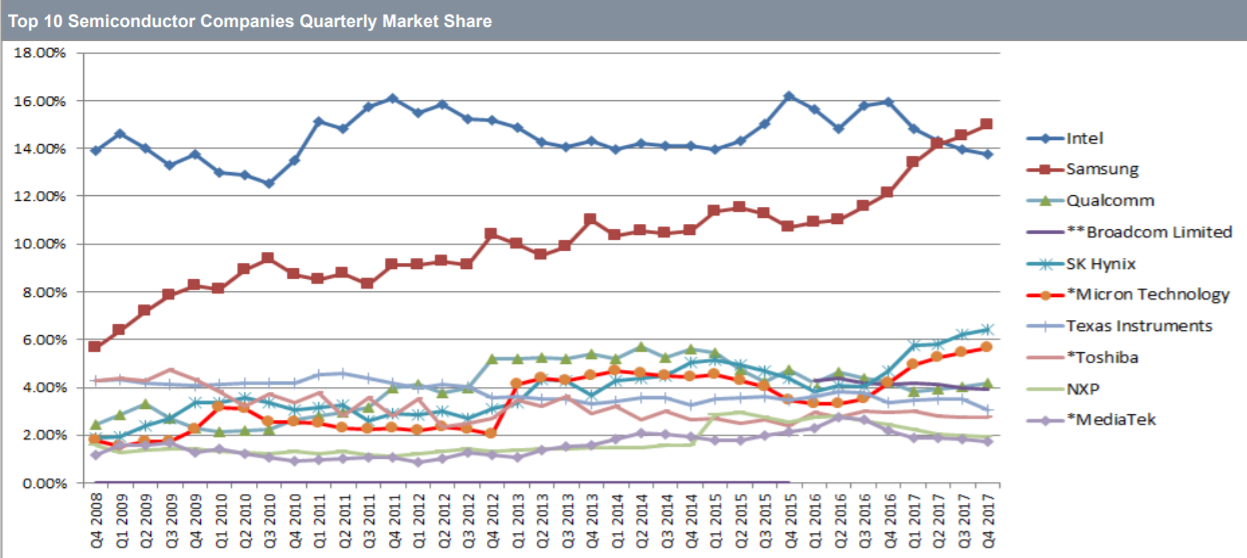 Top 10 Semiconductor Companies Quarterly Market Share
18.00%
16.00%
14.00%
12.00%
10.00%
8.00%
6.00%
4.00%
2.00%
0.00%
Q4 2008
Q1 2009
Q2 2009
Q3 2009
Q4 2009
Q1 2010
Q2 2010
Q3 2010
Q4 2010
Q1 2011
Q2 2011
Q3 2011
Q4 2011
Q1 2012
Q2 2012
Q3 2012
Q4 2012
Q1 2013
Q2 2013
Q3 2013
Q4 2013
Q1 2014
Q2 2014
Q3 2014
Q4 2014
Q1 2015
Q2 2015
Q3 2015
Q4 2015
Q1 2016
Q2 2016
Q3 2016
Q4 2016
Q1 2017
Q2 2017
Q3 2017
Q4 2017
Intel
Samsung
Qualcomm
**Broadcom Limited
SK Hynix
*Micron Technology
Texas Instruments
*Toshiba
NXP
*MediaTek